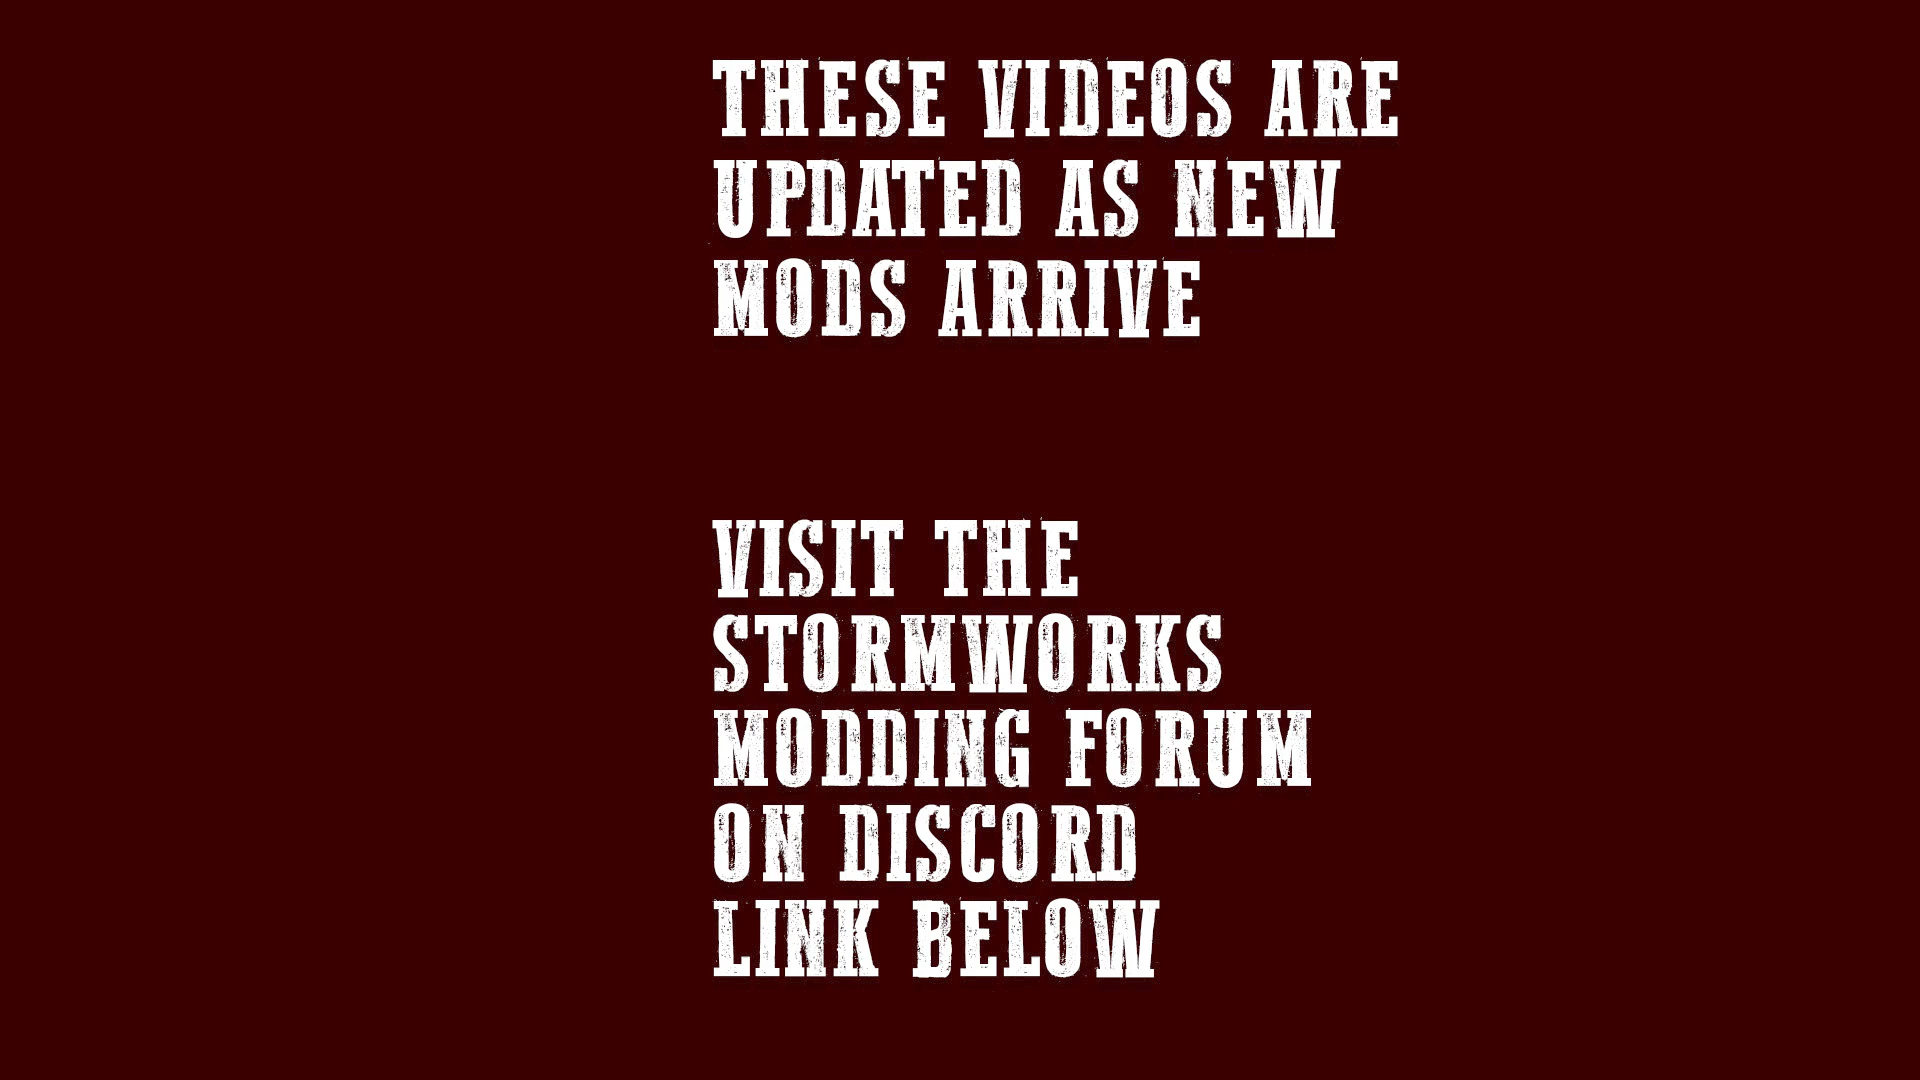 THESE VIDEOS ARE
UPDATED AS NEW
MODS ARRIVE
VISIT THE
STORMWORKS
MODDING FORUM
ON DISCORD
LINK BELOW